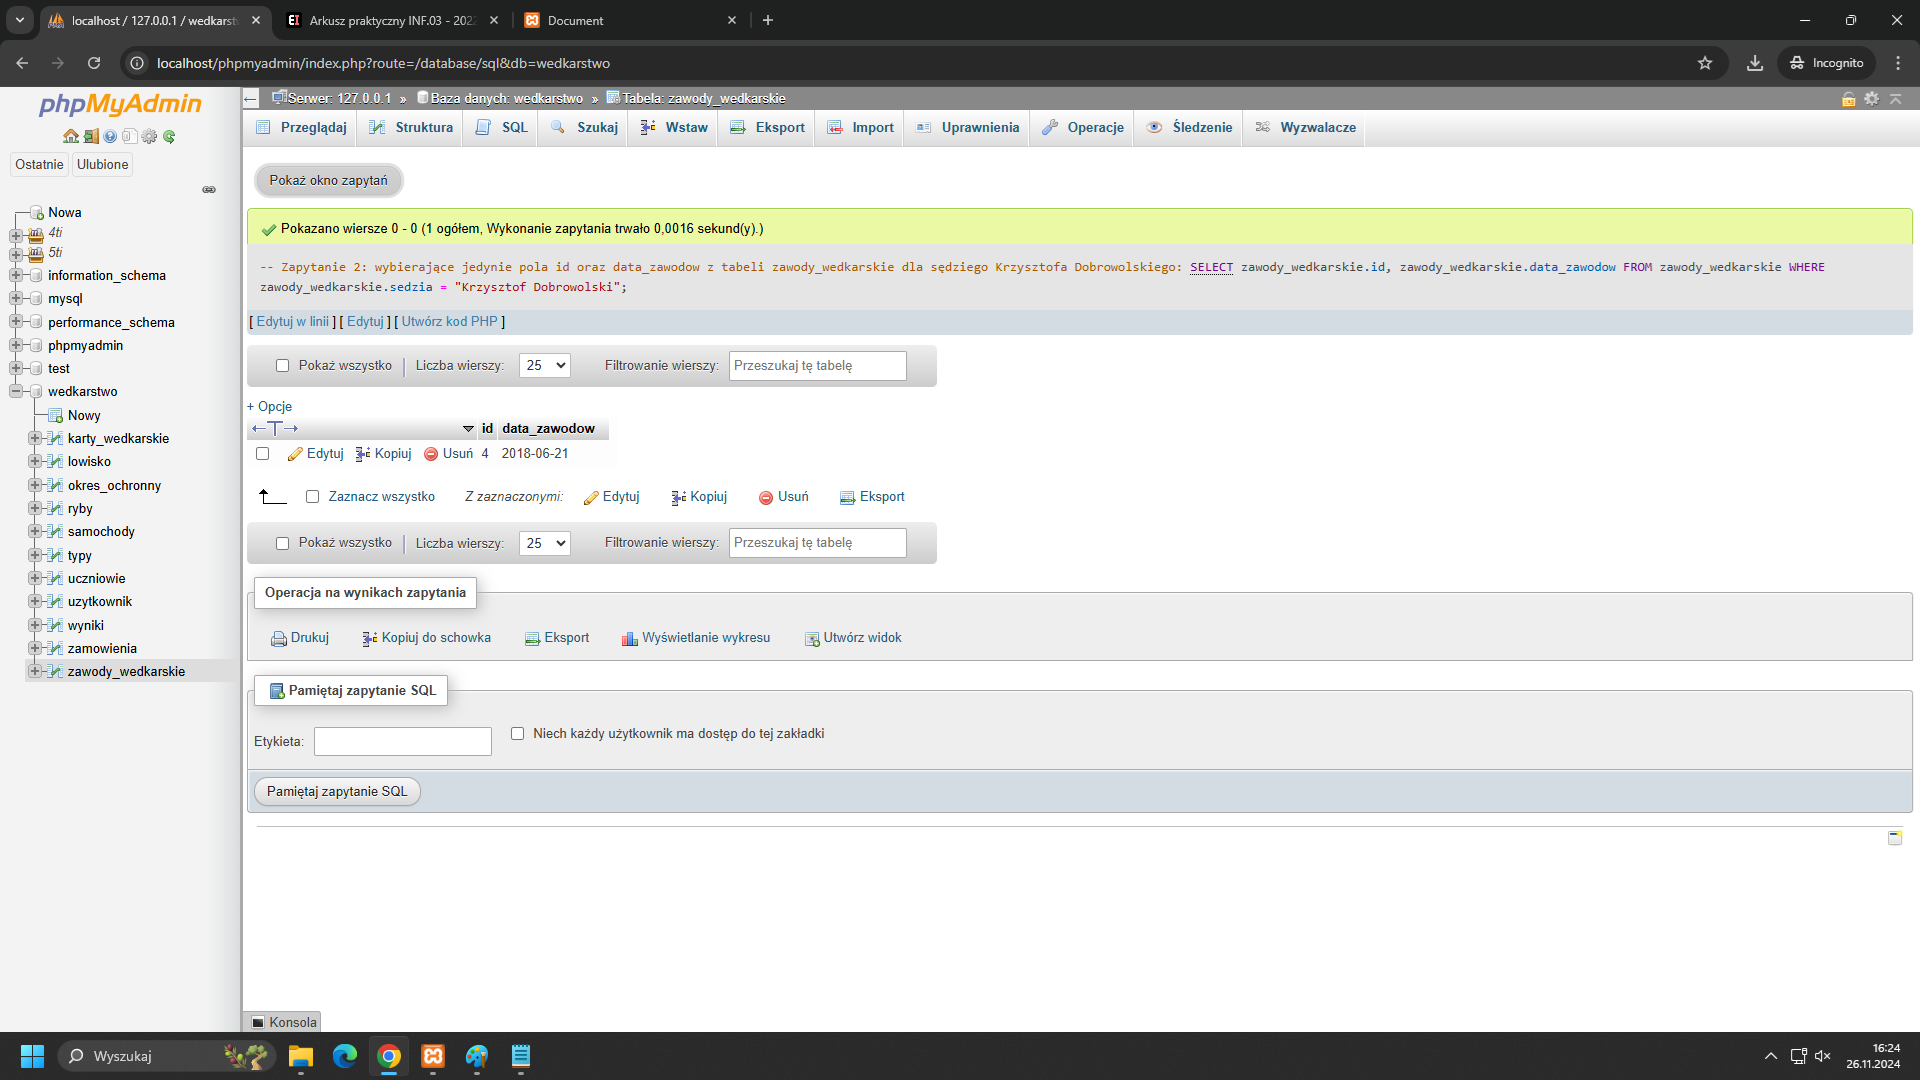 localhost / 127.0.0.1 / wedkarst
Arkusz praktyczny INF.03 - 2022
Document
localhost/phpmyadmin/index.php?route=/database/sql&db=wedkarstwo
Incognito
phpMyAdmin
Ostatnie Ulubione
Nowa
4ti
5ti
information_schema
mysql
performance_schema
phpmyadmin
test
wedkarstwo
Nowy
karty_wedkarskie
lowisko
okres_ochronny
ryby
samochody
typy
uczniowie
uzytkownik
wyniki
zamowienia
zawody_wedkarskie
Serwer: 127.0.0.1 » Baza danych: wedkarstwo » Tabela: zawody_wedkarskie
Przeglądaj Struktura SQL Szukaj Wstaw Eksport Import Uprawnienia Operacje Śledzenie Wyzwalacze
Pokaż okno zapytań
Pokazano wiersze 0 - 0 (1 ogółem, Wykonanie zapytania trwało 0,0016 sekund(y).)
-- Zapytanie 2: wybierające jedynie pola id oraz data_zawodow z tabeli zawody_wedkarskie dla sędziego Krzysztofa Dobrowolskiego: SELECT zawody_wedkarskie.id, zawody_wedkarskie.data_zawodow FROM zawody_wedkarskie WHERE
zawody_wedkarskie.sedzia = "Krzysztof Dobrowolski";
[ Edytuj w linii ] [ Edytuj ] [ Utwórz kod PHP ]
Pokaż wszystko Liczba wierszy: 25 Filtrowanie wierszy: Przeszukaj tę tabelę
+ Opcje
id data_zawodow
Edytuj Kopiuj Usuń 4 2018-06-21
Zaznacz wszystko Z zaznaczonymi: Edytuj Kopiuj Usuń Eksport
Pokaż wszystko Liczba wierszy: 25 Filtrowanie wierszy: Przeszukaj tę tabelę
Operacja na wynikach zapytania
Drukuj Kopiuj do schowka Eksport Wyświetlanie wykresu Utwórz widok
Pamiętaj zapytanie SQL
Etykieta: Niech każdy użytkownik ma dostęp do tej zakładki
Pamiętaj zapytanie SQL
Konsola
Wyszukaj
16:24
26.11.2024